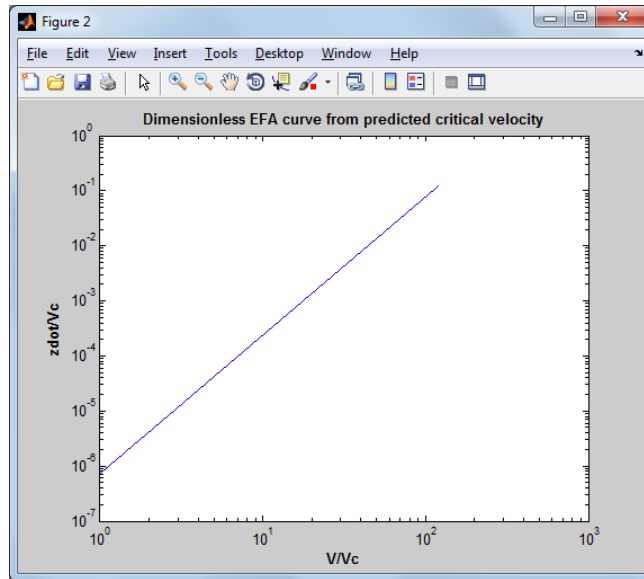 Figure 2
File Edit View Insert Tools Desktop Window Help
Dimensionless EFA curve from predicted critical velocity
10^0
10^-1
10^-2
10^-3
10^-4
10^-5
10^-6
10^-7
zdot/Vc
10^0 10^1 10^2 10^3
V/Vc